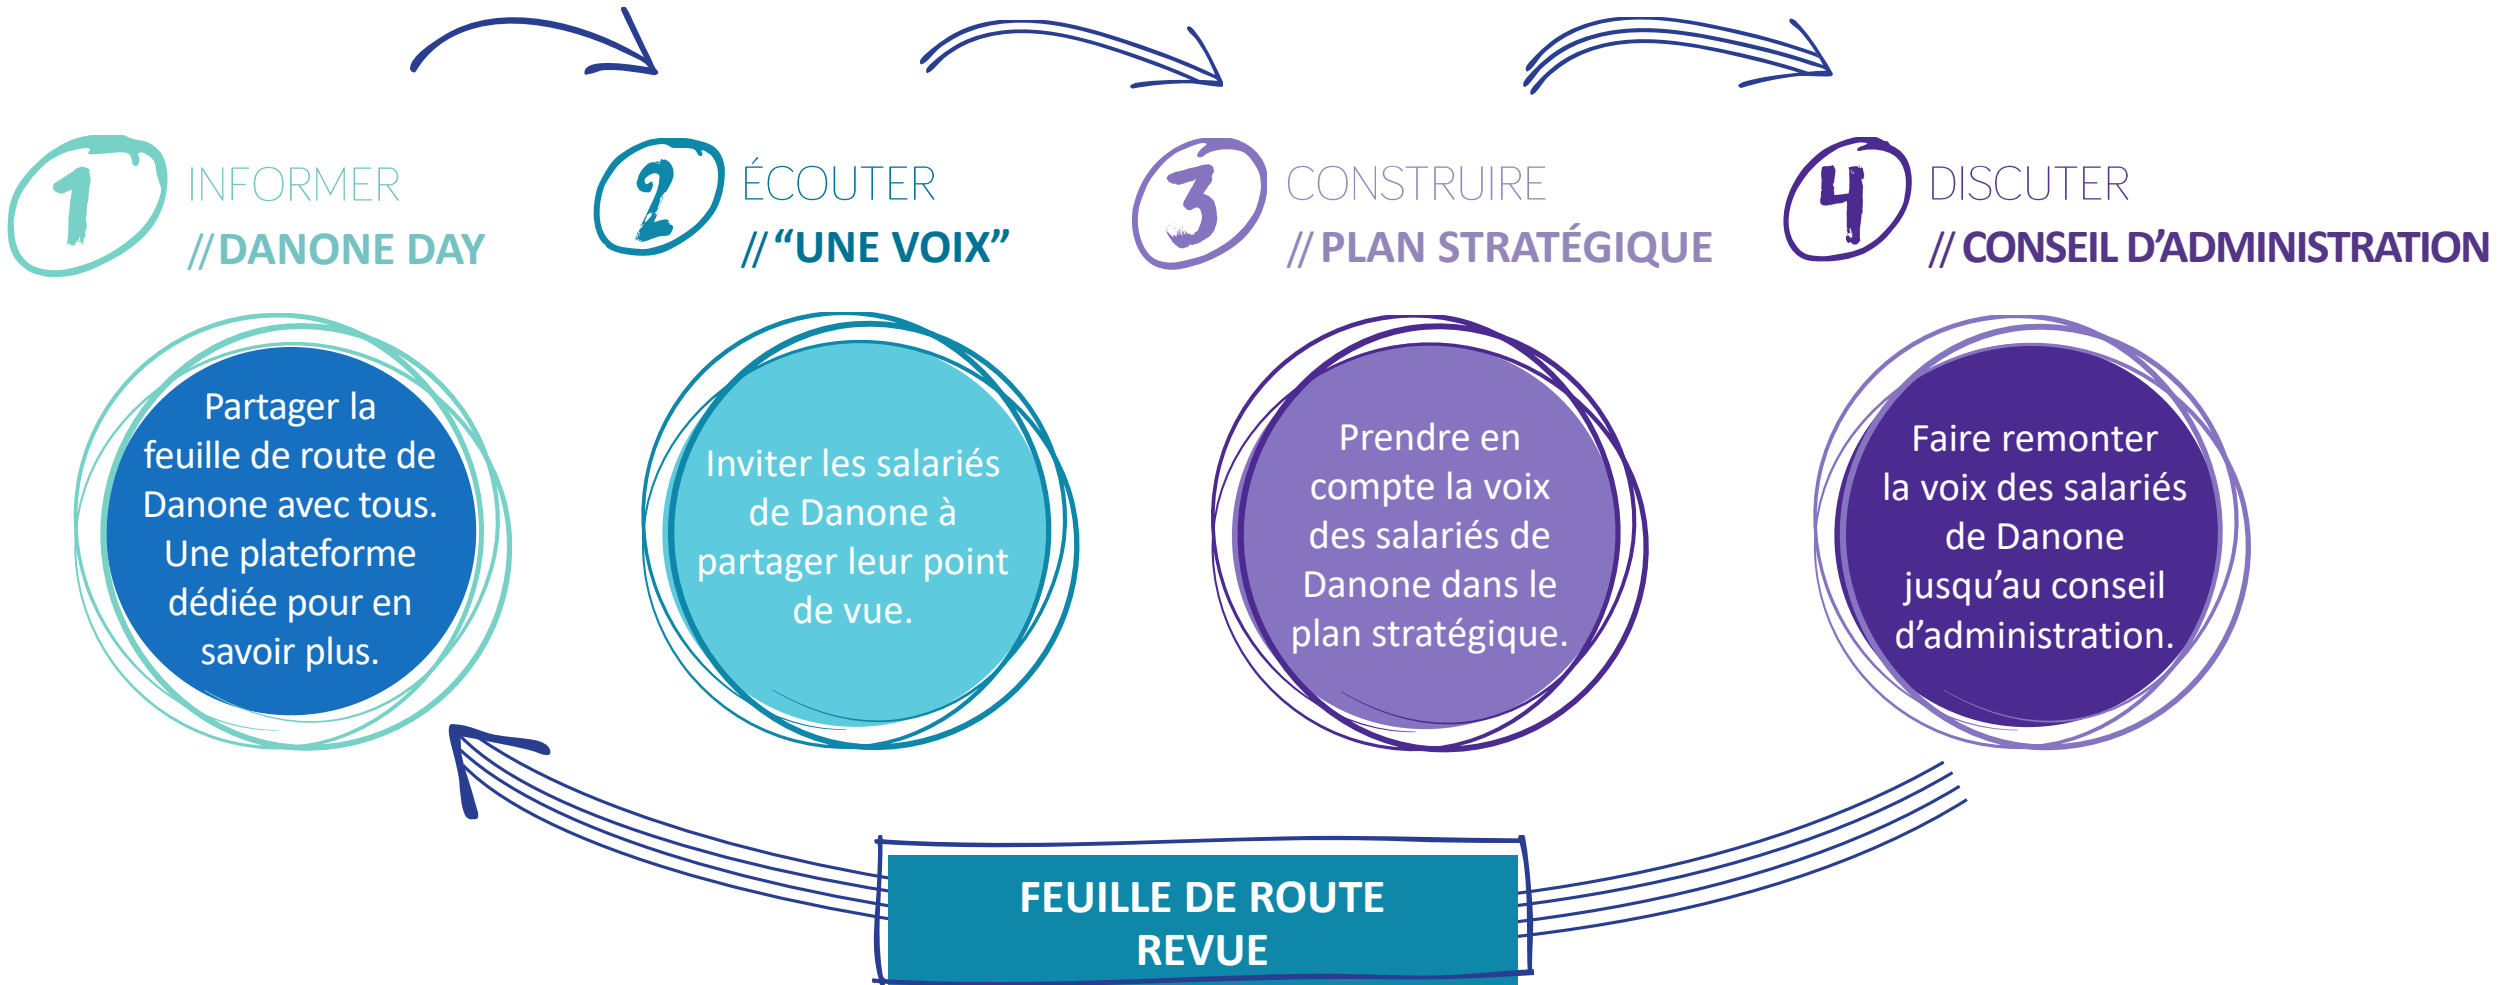 1
INFORMER
// DANONE DAY
2
ÉCOUTER
// “UNE VOIX”
3
CONSTRUIRE
// PLAN STRATÉGIQUE
4
DISCUTER
// CONSEIL D’ADMINISTRATION
Partager la
feuille de route de
Danone avec tous.
Une plateforme
dédiée pour en
savoir plus.
Inviter les salariés
de Danone à
partager leur point
de vue.
Prendre en
compte la voix
des salariés de
Danone dans le
plan stratégique.
Faire remonter
la voix des salariés
de Danone
jusqu’au conseil
d’administration.
FEUILLE DE ROUTE
REVUE